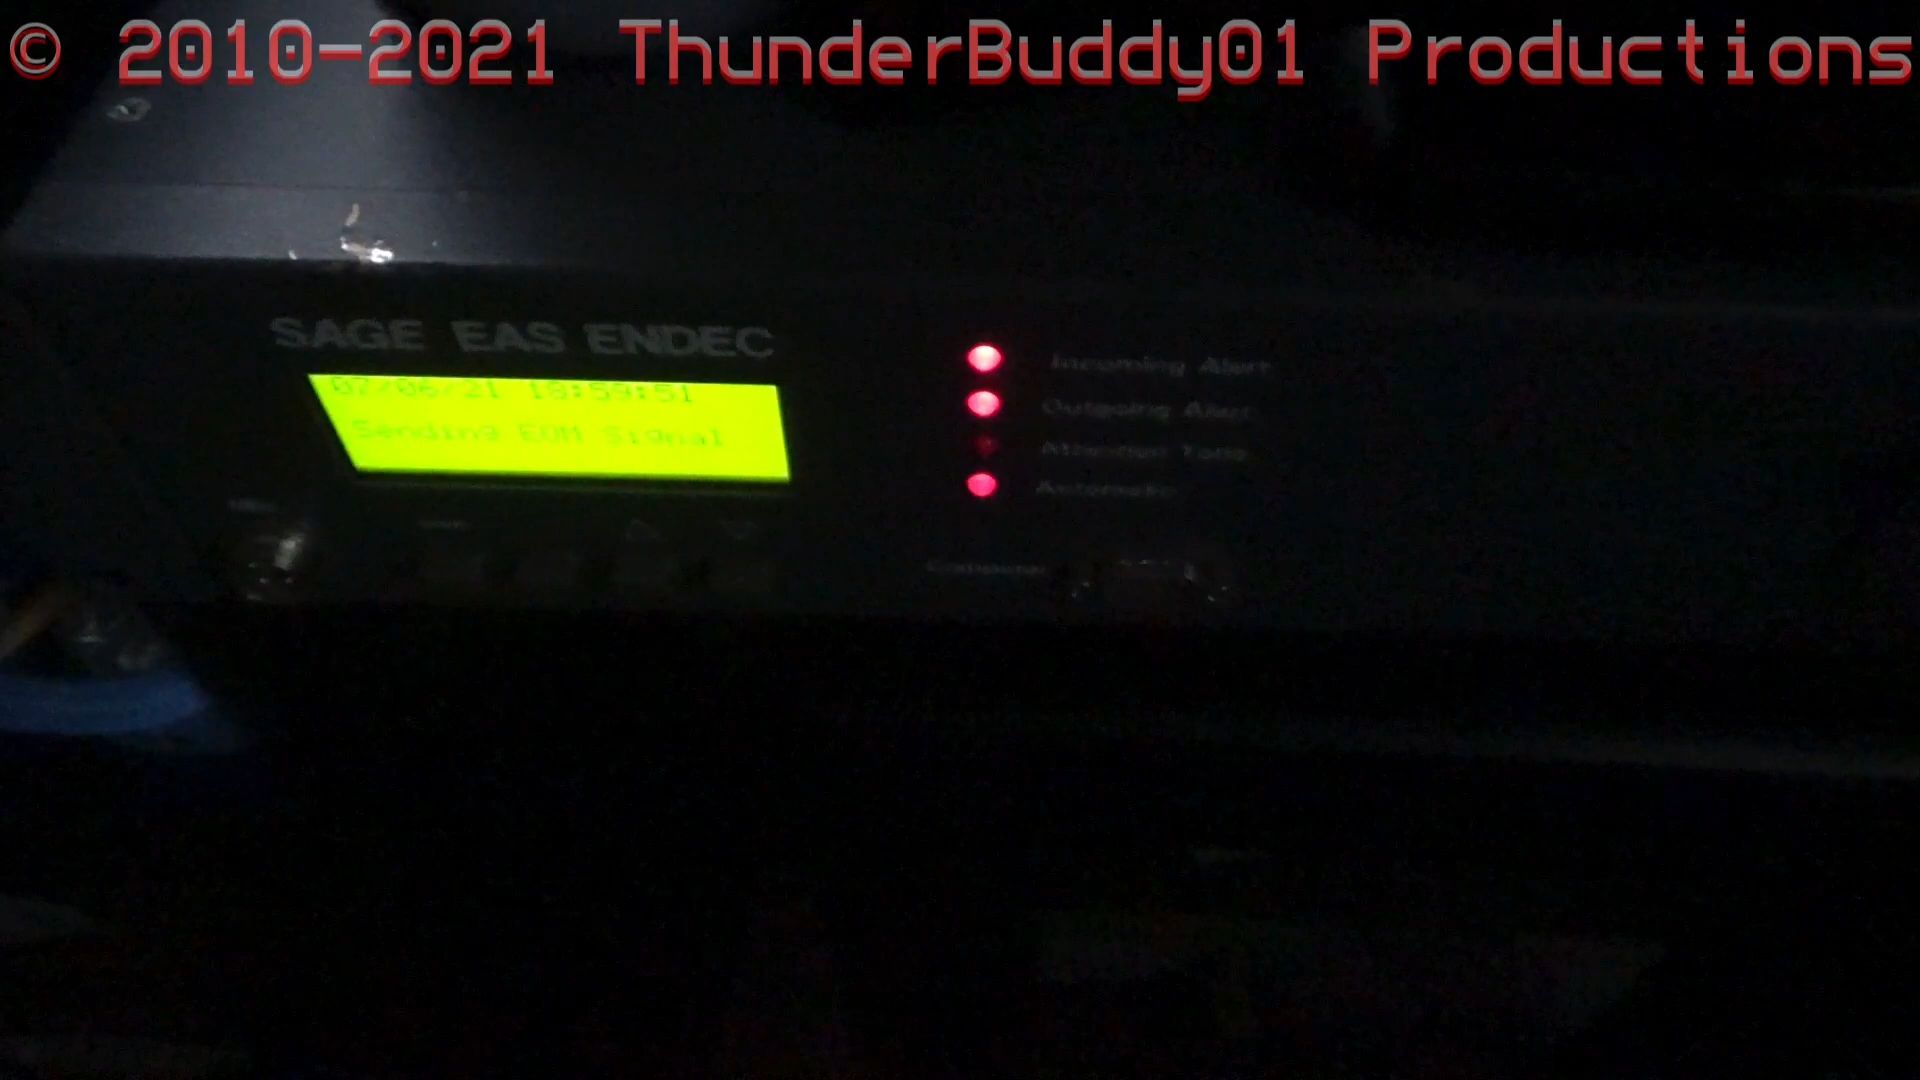 © 2010-2021 ThunderBuddy01 Productions
SAGE EAS ENDEC
07/06/21 18:59:51
Sending EOM Signal
Incoming Alert
Outgoing Alert
Attention Tone
Automatic
Computer